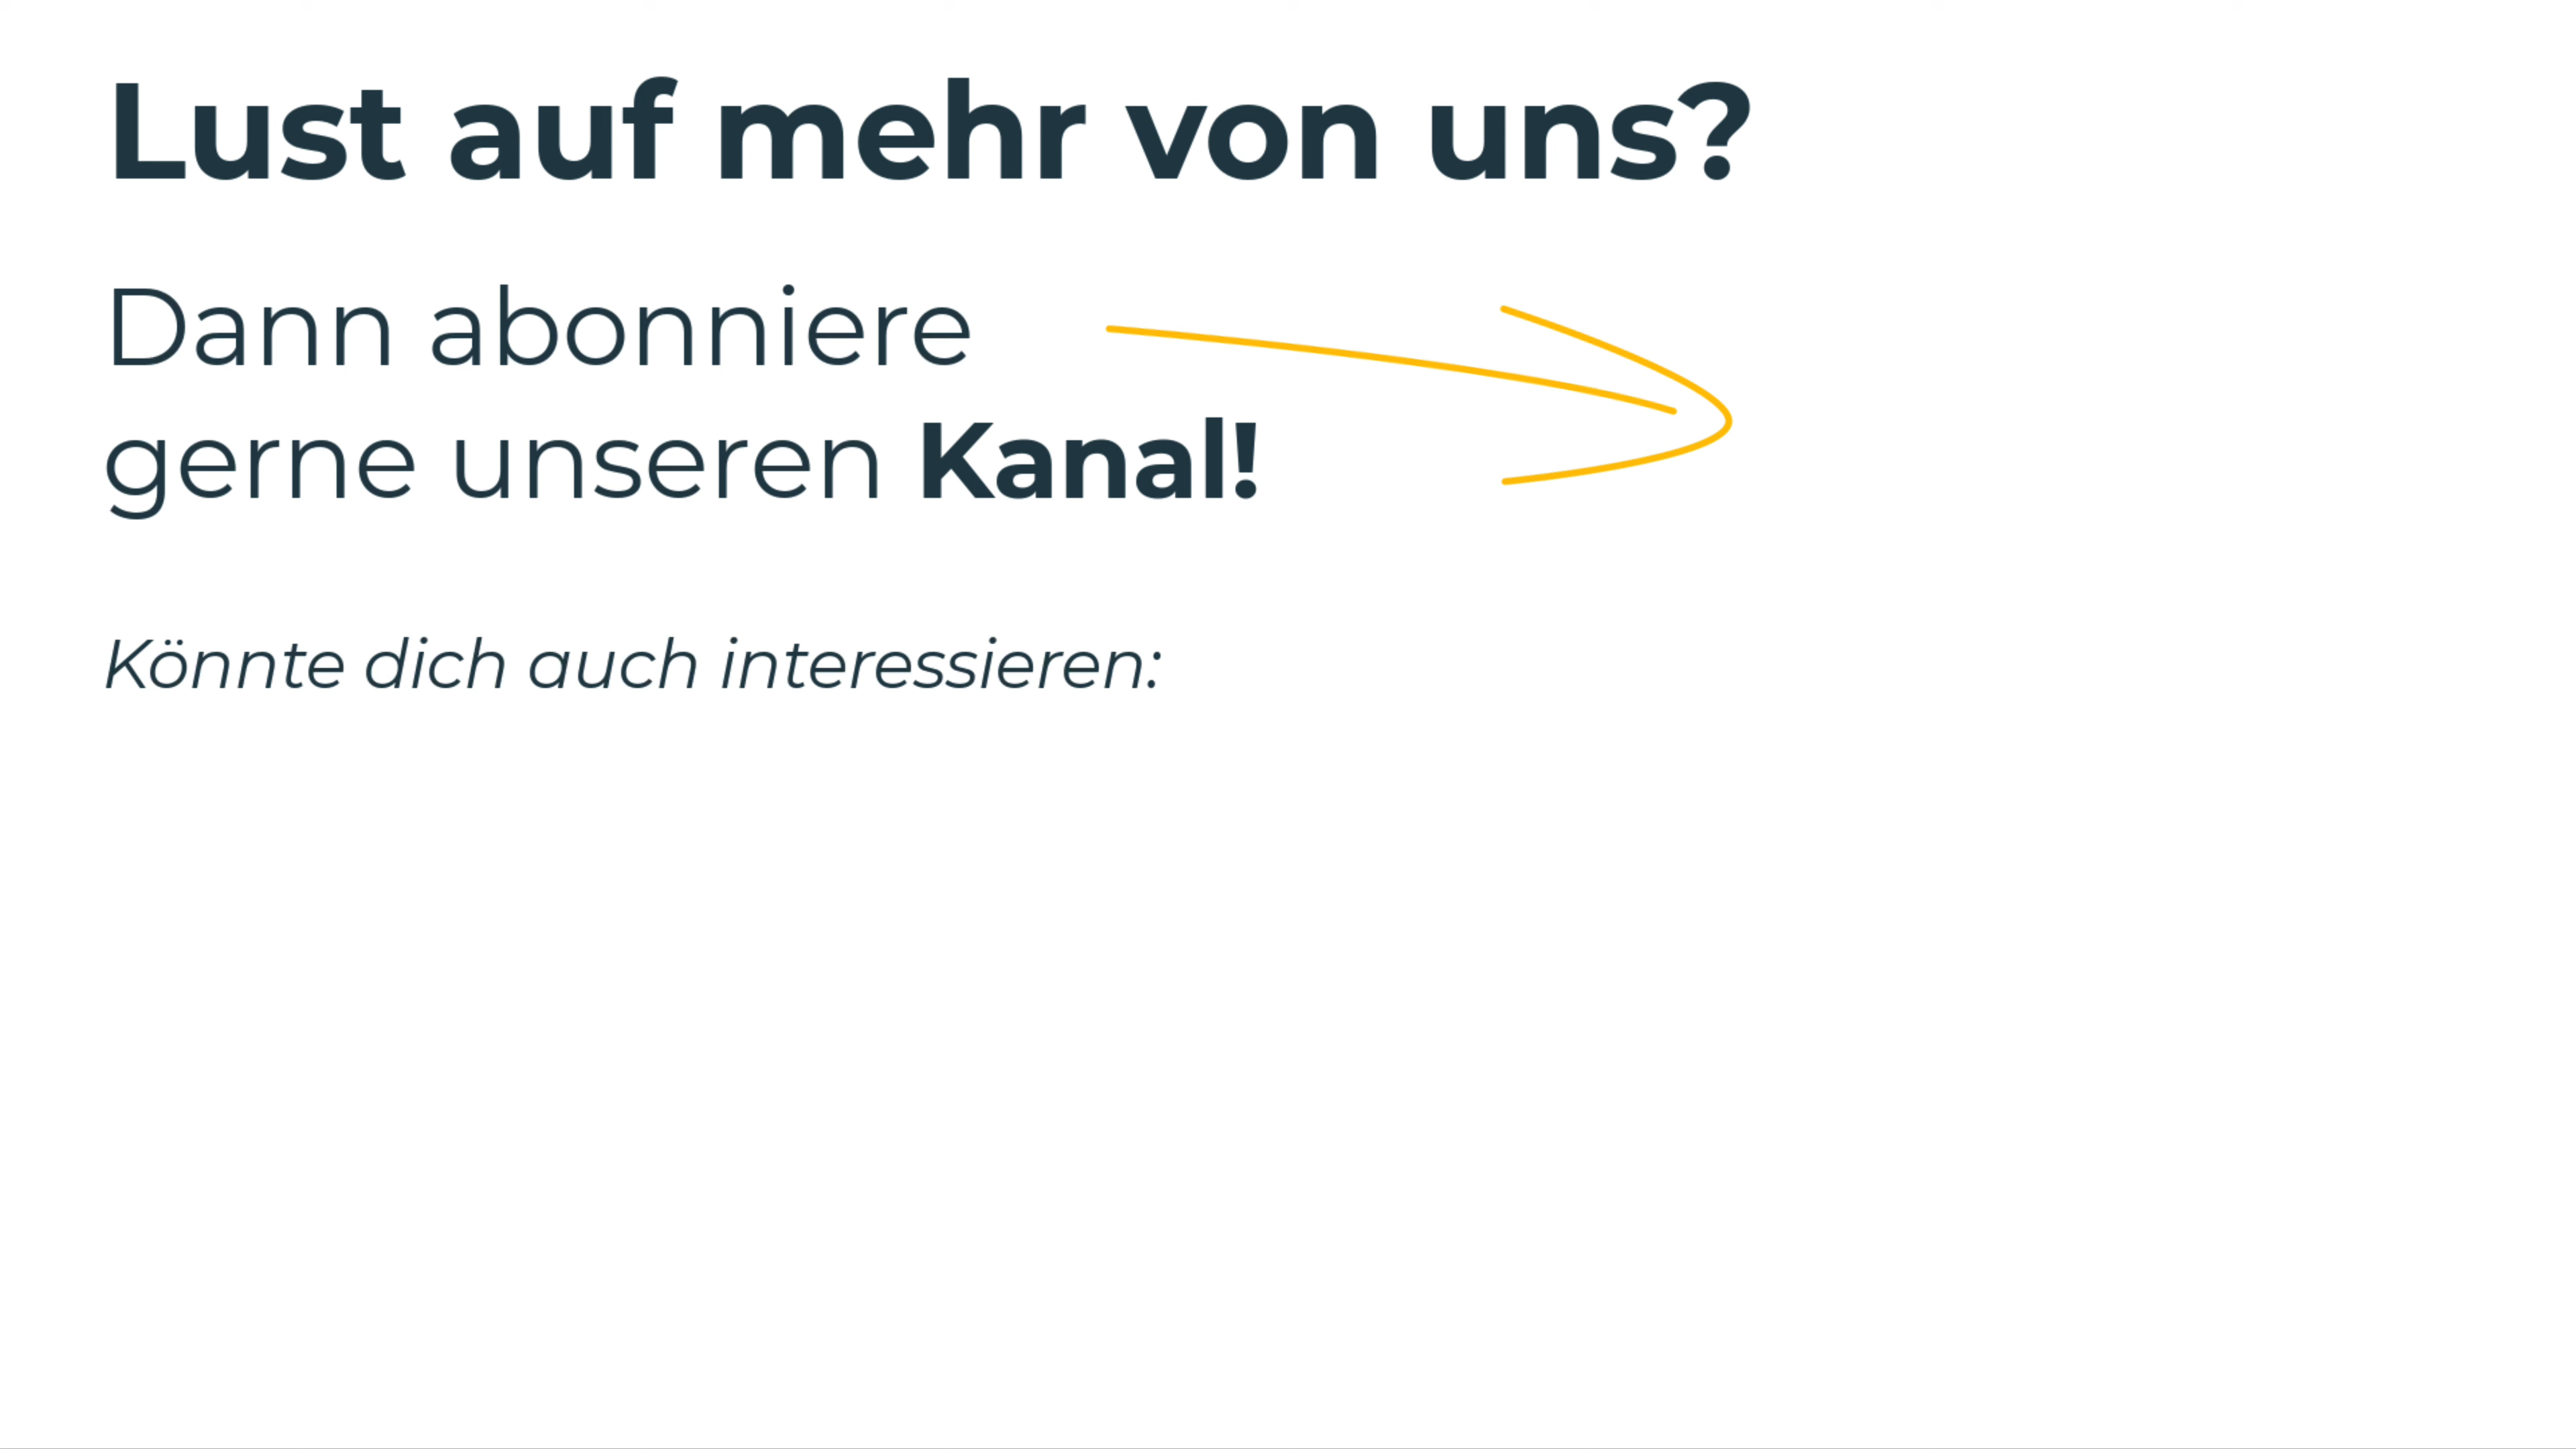 Lust auf mehr von uns?
Dann abonniere
gerne unseren Kanal!
Könnte dich auch interessieren: